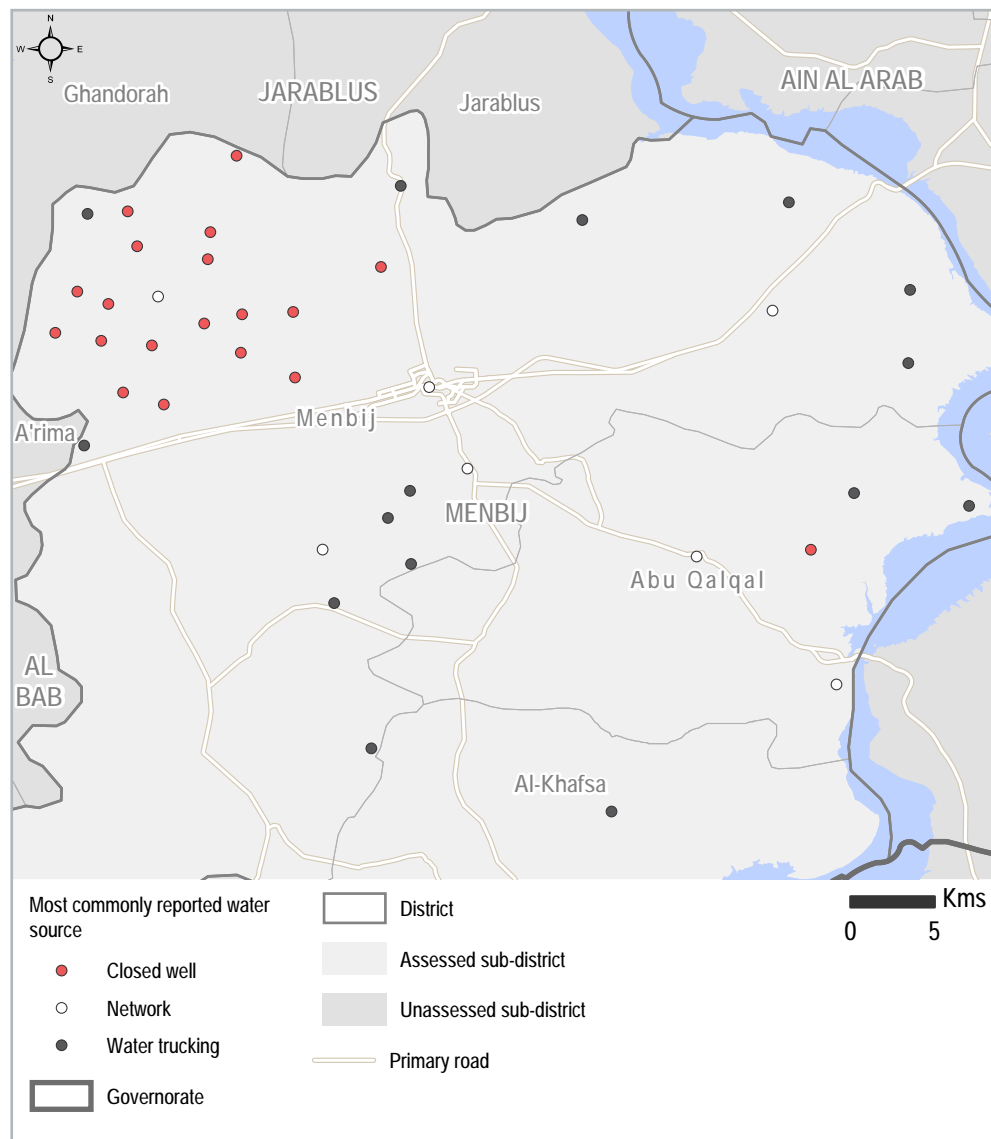 N
W
E
S
Ghandorah
JARABLUS
Jarablus
AIN AL ARAB
A'rima
Menbij
MENBIJ
Abu Qalqal
AL
BAB
Al-Khafsa
Most commonly reported water
source
Closed well
Network
Water trucking
Governorate
District
Assessed sub-district
Unassessed sub-district
Primary road
Kms
0 5